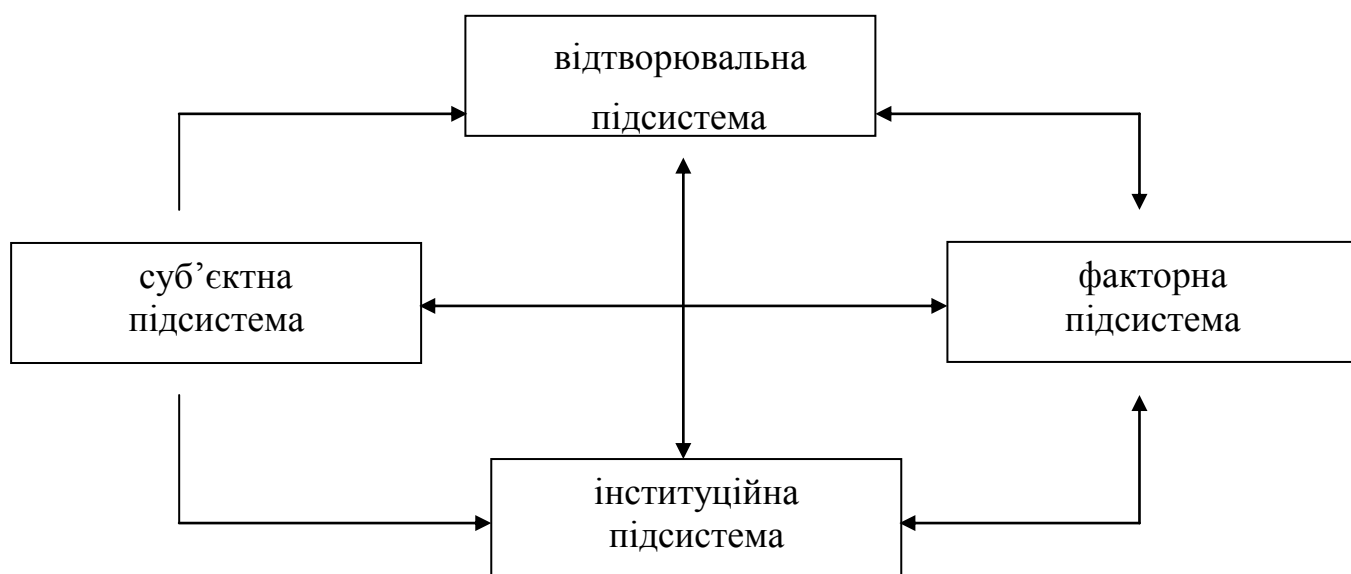 відтворювальна
підсистема
суб’єктна
підсистема
факторна
підсистема
інституційна
підсистема